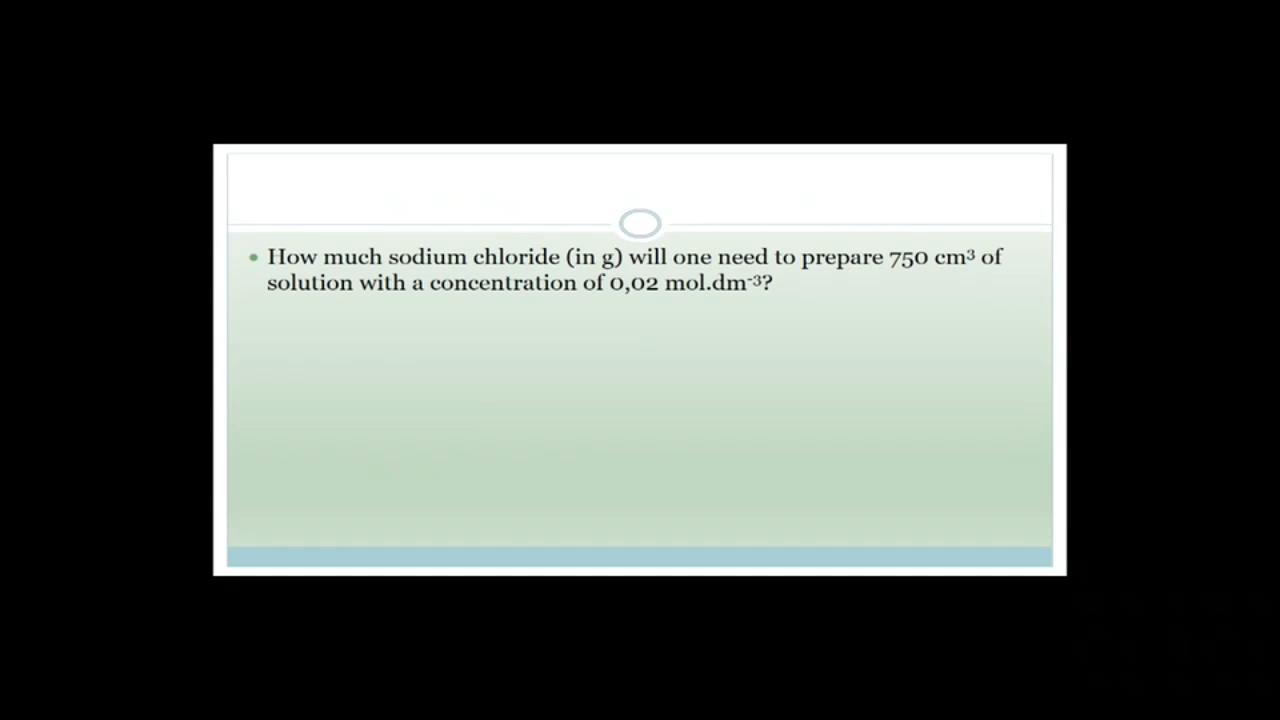 • How much sodium chloride (in g) will one need to prepare 750 cm³ of
solution with a concentration of 0,02 mol.dm⁻³?